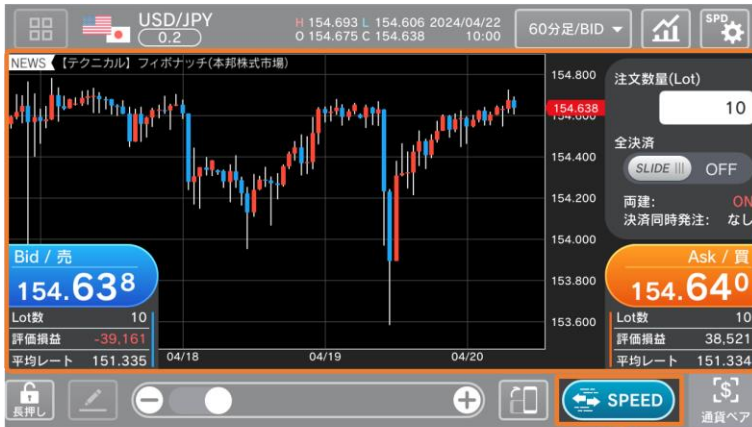 USD/JPY
0.2
H 154.693 L 154.606 2024/04/22
O 154.675 C 154.638 10:00
60分足/BID
SPD
NEWS 【テクニカル】フィボナッチ(本邦株式市場)
154.800
154.638
154.600
154.400
154.200
154.000
153.800
153.600
注文数量(Lot)
10
全決済
SLIDE OFF
両建: ON
決済同時発注: なし
Bid / 売
154.638
Lot数 10
評価損益 -39,161
平均レート 151.335
Ask / 買
154.640
Lot数 10
評価損益 38,521
平均レート 151.334
04/18 04/19 04/20
長押し
SPEED
通貨ペア